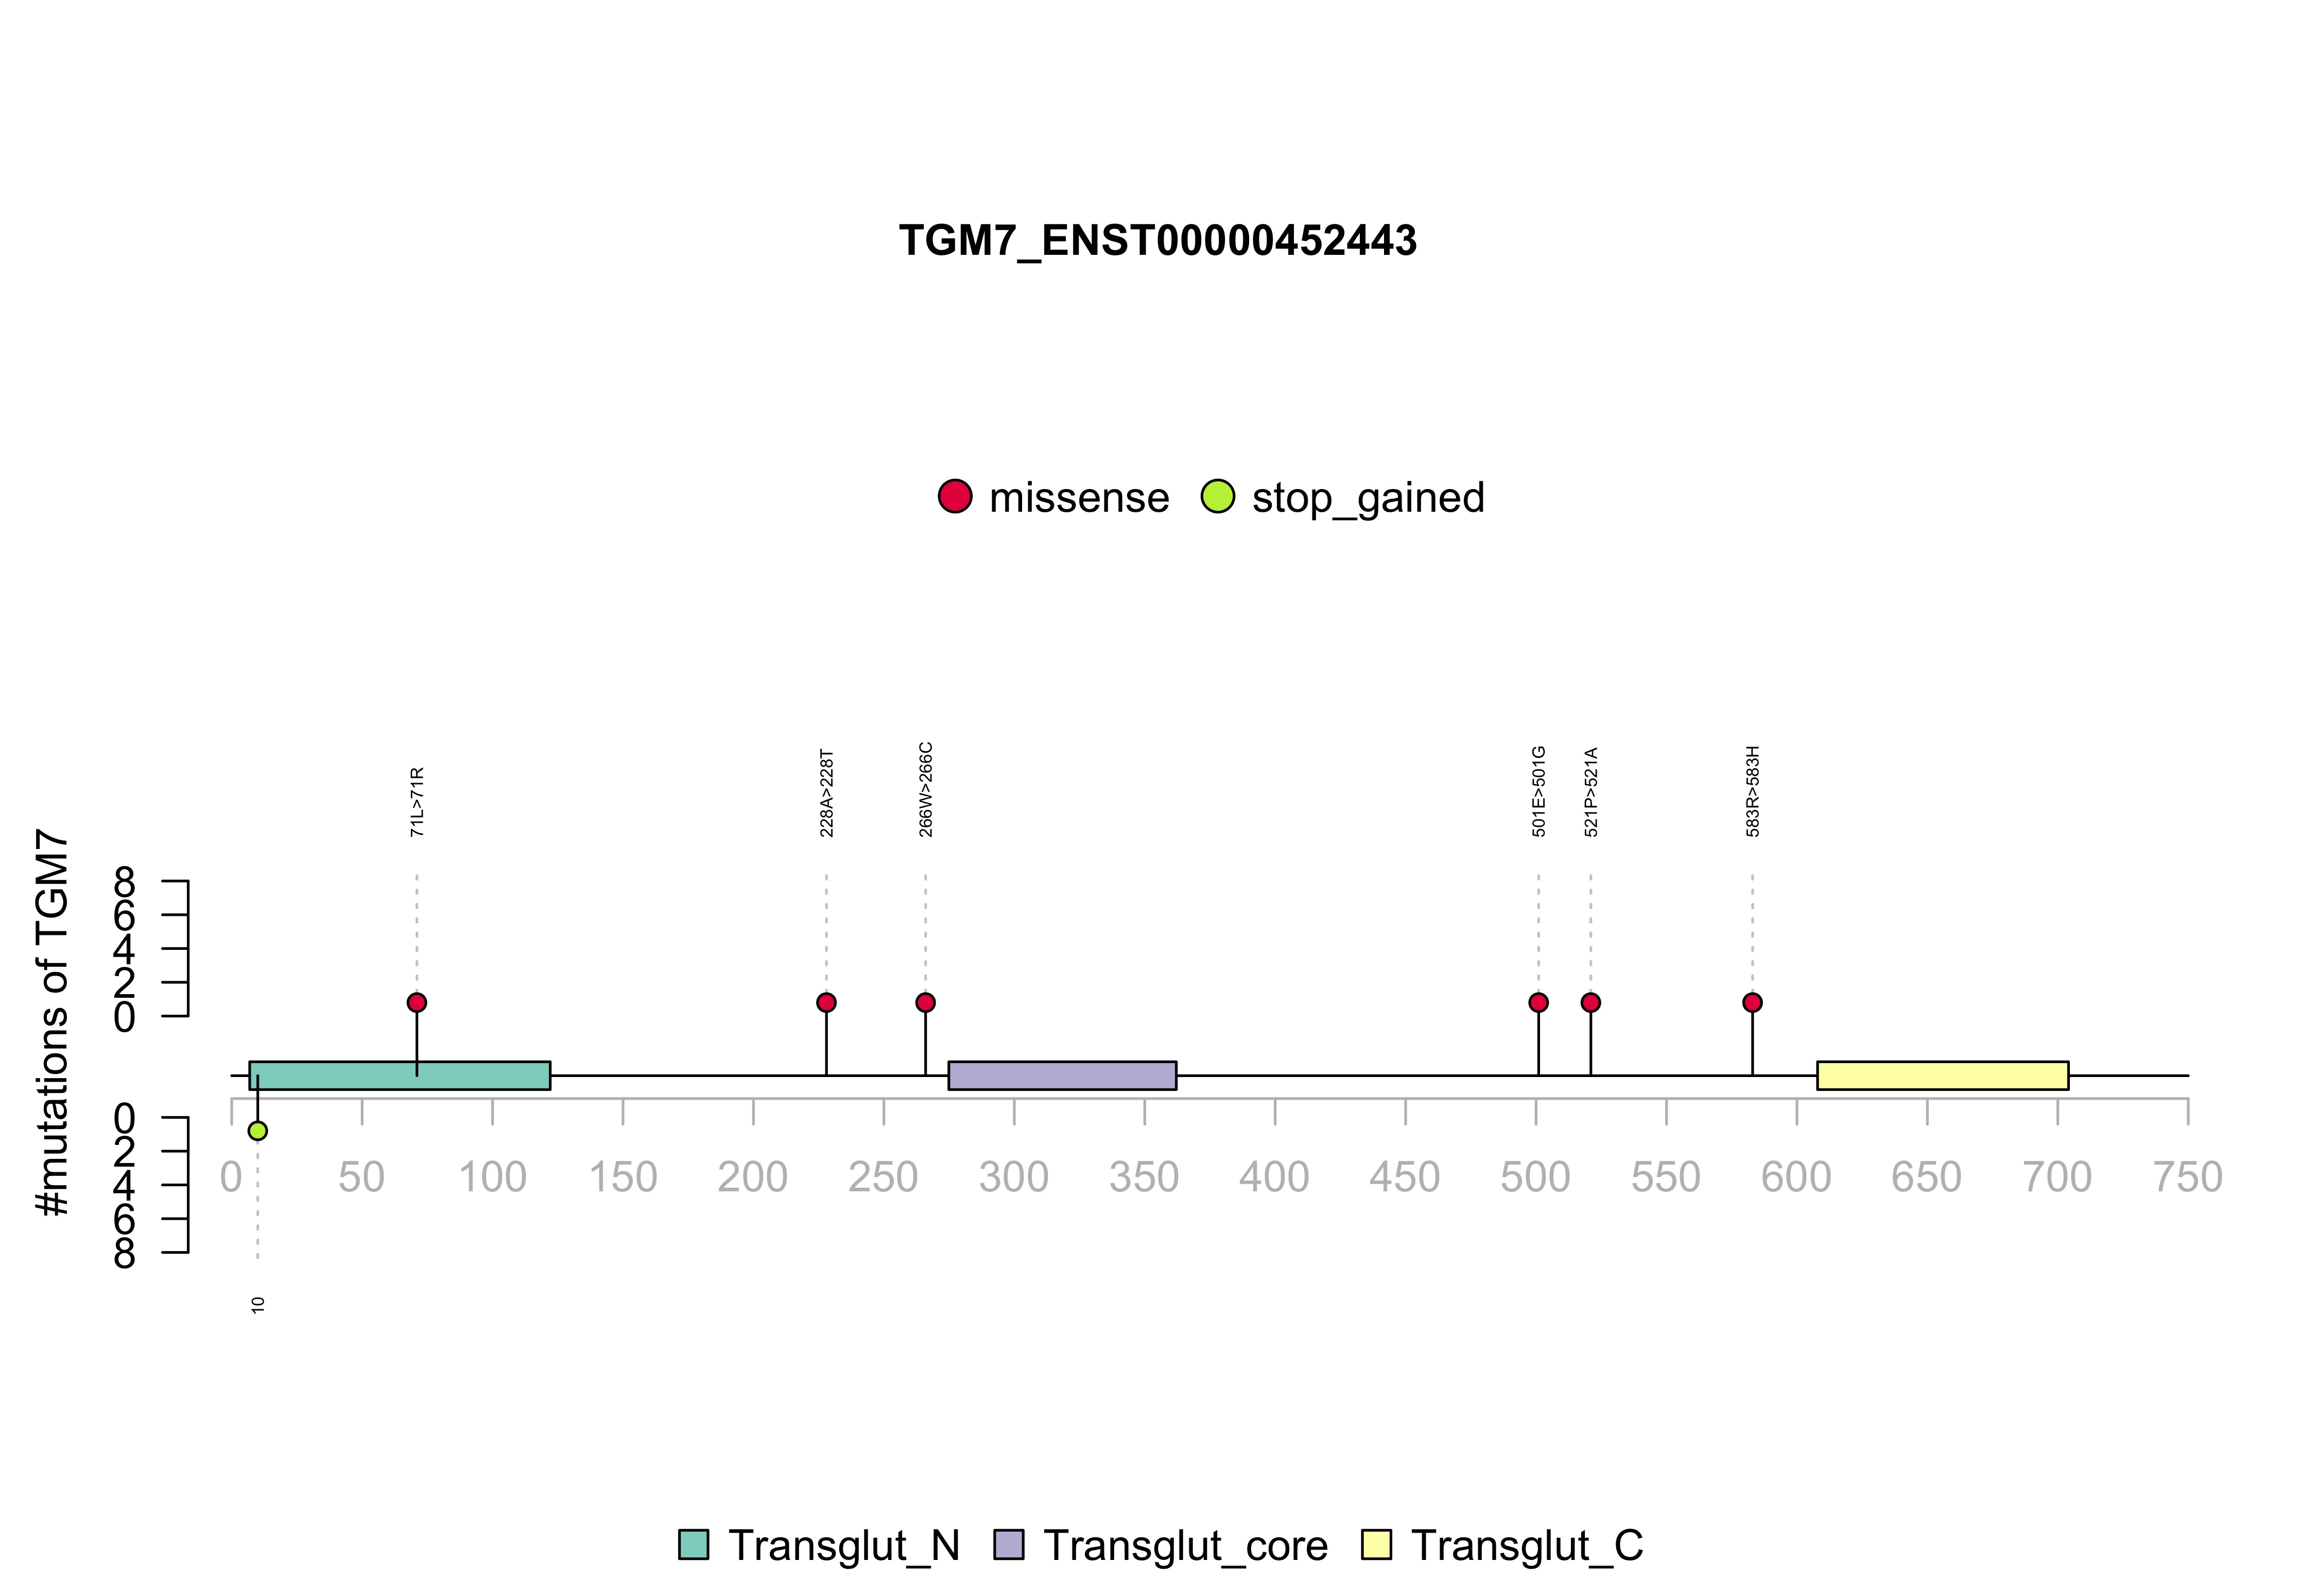 TGM7_ENST00000452443
missense stop_gained
71L>71R 228A>228T 266W>266C 501E>501G 521P>521A 583R>583H
#mutations of TGM7
8
6
4
2
0
0
2
4
6
8
0 50 100 150 200 250 300 350 400 450 500 550 600 650 700 750
10
Transglut_N Transglut_core Transglut_C